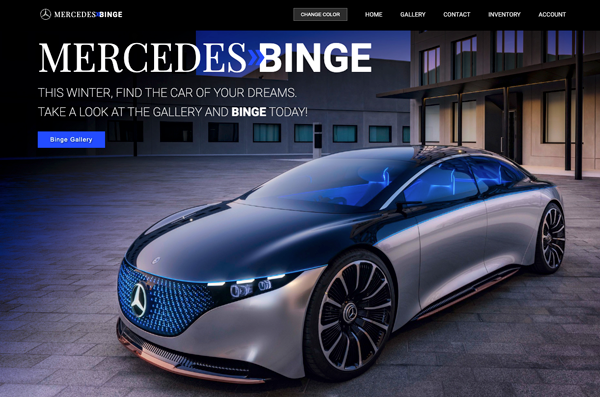 MERCEDES»BINGE
CHANGE COLOR
HOME
GALLERY
CONTACT
INVENTORY
ACCOUNT
MERCEDES»BINGE
THIS WINTER, FIND THE CAR OF YOUR DREAMS.
TAKE A LOOK AT THE GALLERY AND BINGE TODAY!
Binge Gallery